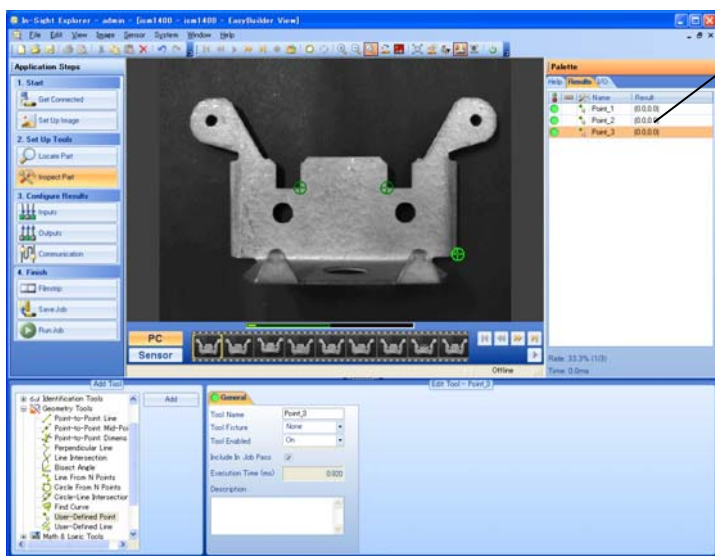 In-Sight Explorer - admin - [ism1400 - ism1400 - EasyBuilder View]
File Edit View Image Sensor System Window Help
Application Steps
1. Start
Get Connected
Set Up Image
2. Set Up Tools
Locate Part
Inspect Part
3. Configure Results
Inputs
Outputs
Communication
4. Finish
Filmstrip
Save Job
Run Job
PC
Sensor
Offline
Palette
Help Results I/O
Name Result
Point_1 (0.0,0.0)
Point_2 (0.0,0.0)
Point_3 (0.0,0.0)
Rate: 33.3% (1/3)
Time: 0.0ms
Add Tool
Identification Tools
Geometry Tools
Point-to-Point Line
Point-to-Point Mid-Poi
Point-to-Point Dimens
Perpendicular Line
Line Intersection
Bisect Angle
Line From N Points
Circle From N Points
Circle-Line Intersection
Find Curve
User-Defined Point
User-Defined Line
Math & Logic Tools
Add
Edit Tool - Point_3
General
Tool Name Point_3
Tool Fixture None
Tool Enabled On
Include In Job Pass
Execution Time (ms) 0.020
Description